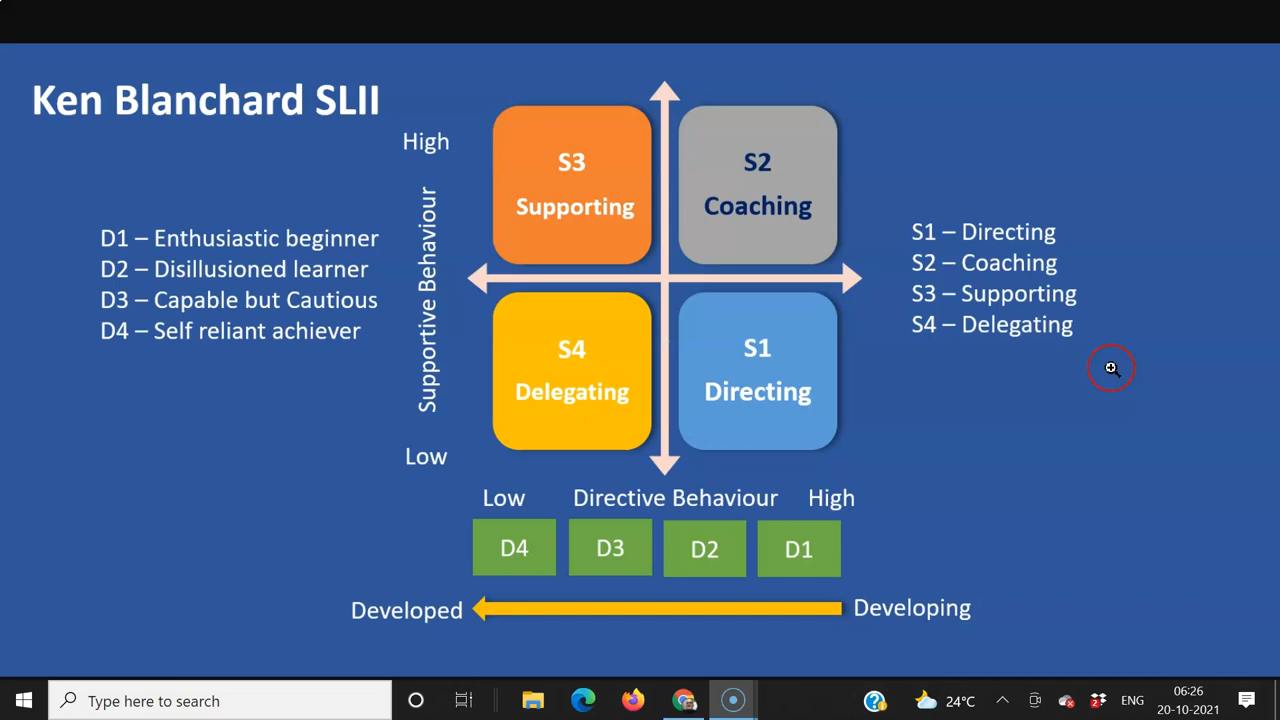 Ken Blanchard SLII
High
Supportive Behaviour
Low
D1 – Enthusiastic beginner
D2 – Disillusioned learner
D3 – Capable but Cautious
D4 – Self reliant achiever
S3
Supporting
S2
Coaching
S4
Delegating
S1
Directing
S1 – Directing
S2 – Coaching
S3 – Supporting
S4 – Delegating
Low Directive Behaviour High
D4 D3 D2 D1
Developed Developing
Type here to search
24°C
ENG
06:26
20-10-2021